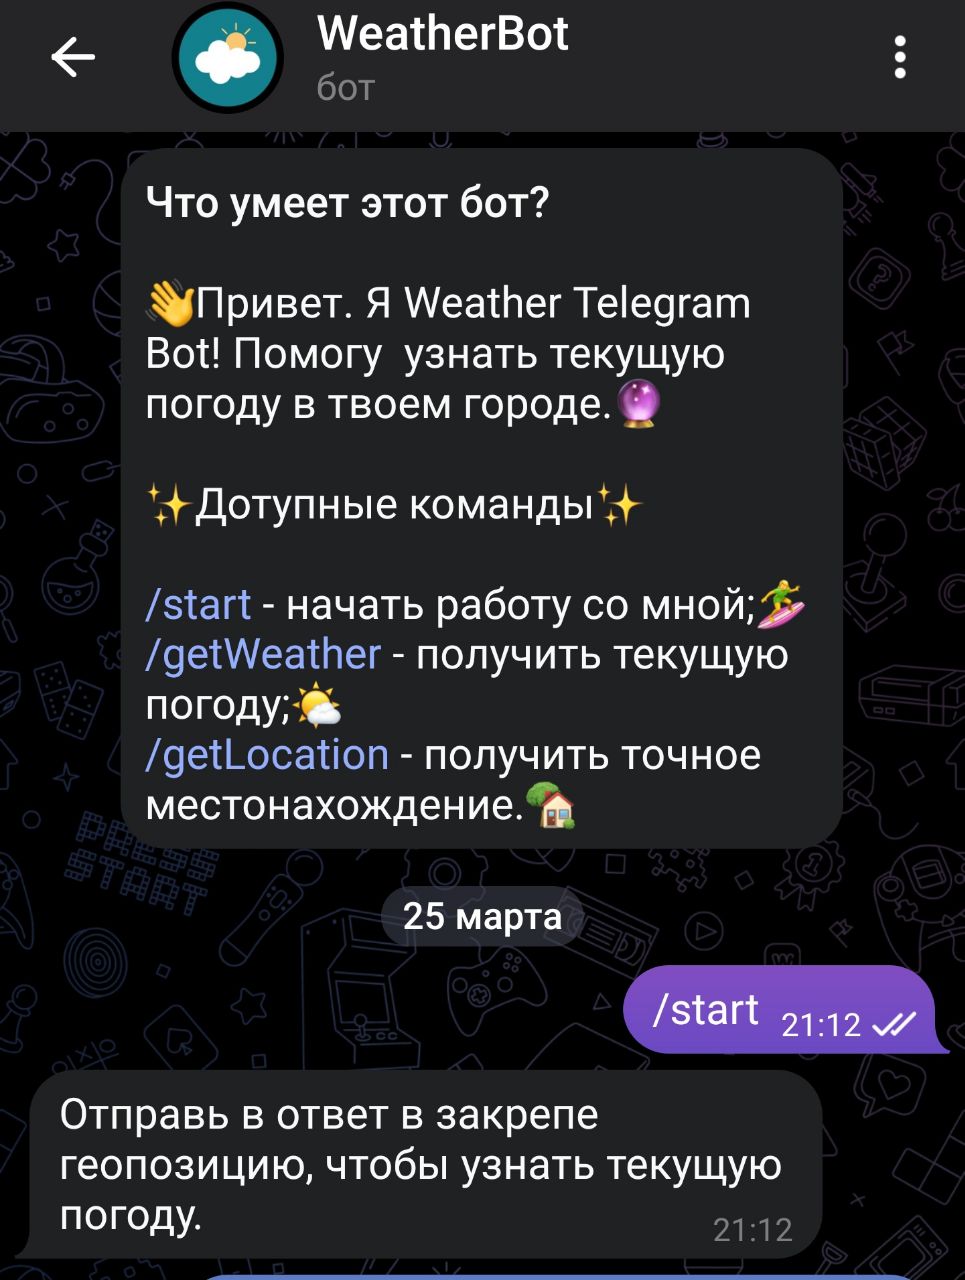 WeatherBot
бот
Что умеет этот бот?
👋Привет. Я Weather Telegram
Bot! Помогу  узнать текущую
погоду в твоем городе.🔮
✨Дотупные команды✨
/start - начать работу со мной;🏄
/getWeather - получить текущую
погоду;🌤
/getLocation - получить точное
местонахождение.🏡
PRESS
START
25 марта
/start 21:12
Отправь в ответ в закрепе
геопозицию, чтобы узнать текущую
погоду.
21:12